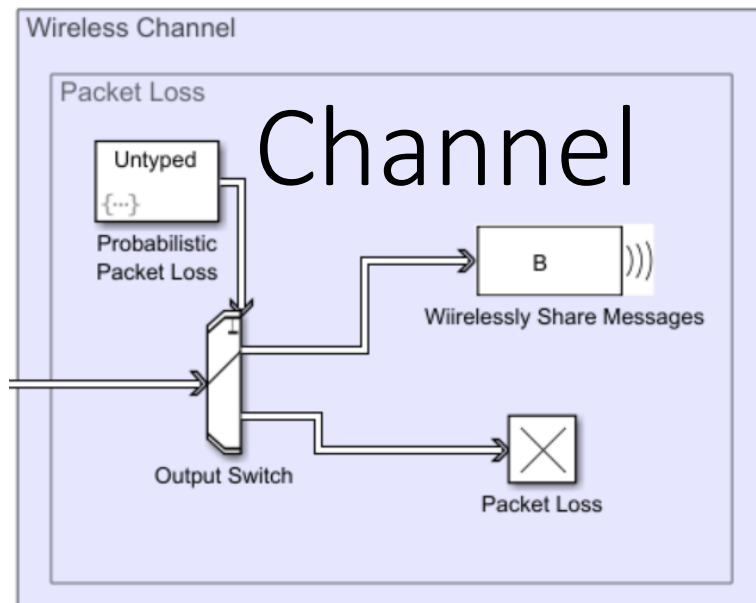 Wireless Channel
Packet Loss
Channel
Untyped
{...}
Probabilistic
Packet Loss
B
Wiirelessly Share Messages
Output Switch
Packet Loss